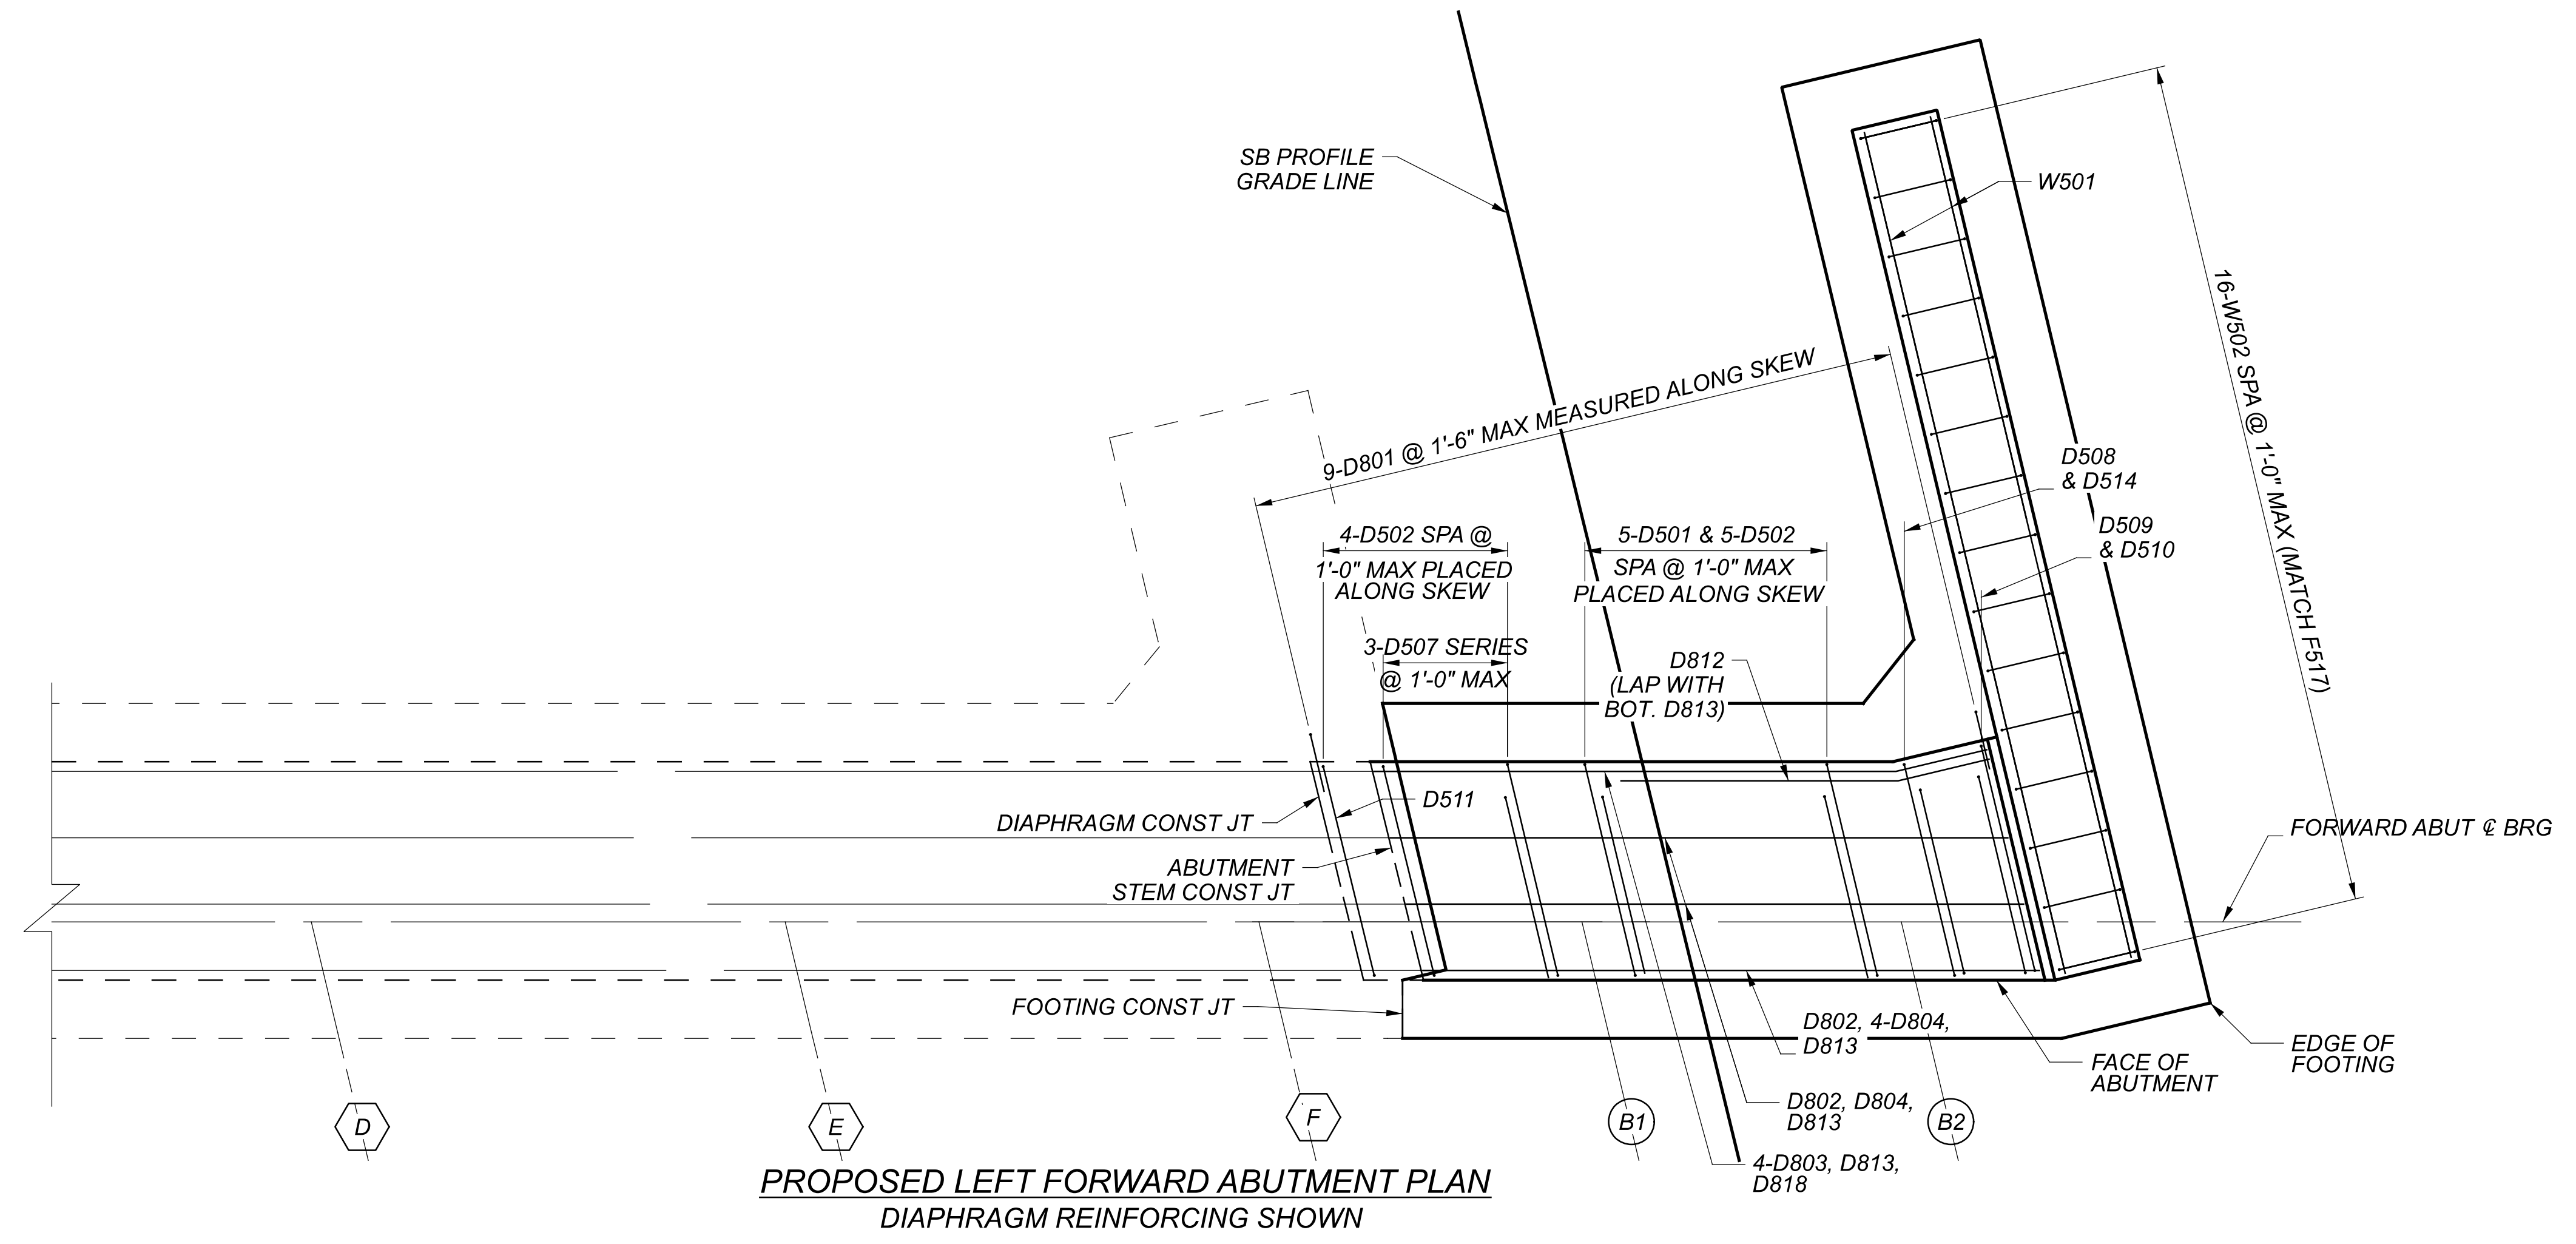 SB PROFILE
GRADE LINE
W501
16-W502 SPA @ 1'-0" MAX (MATCH F517)
9-D801 @ 1'-6" MAX MEASURED ALONG SKEW
D508
& D514
D509
& D510
4-D502 SPA @
1'-0" MAX PLACED
ALONG SKEW
5-D501 & 5-D502
SPA @ 1'-0" MAX
PLACED ALONG SKEW
3-D507 SERIES
@ 1'-0" MAX
D812
(LAP WITH
BOT. D813)
D511
DIAPHRAGM CONST JT
ABUTMENT
STEM CONST JT
FORWARD ABUT ℄ BRG
FOOTING CONST JT
D802, 4-D804,
D813
FACE OF
ABUTMENT
EDGE OF
FOOTING
D802, D804,
D813
4-D803, D813,
D818
D
E
F
B1
B2
PROPOSED LEFT FORWARD ABUTMENT PLAN
DIAPHRAGM REINFORCING SHOWN